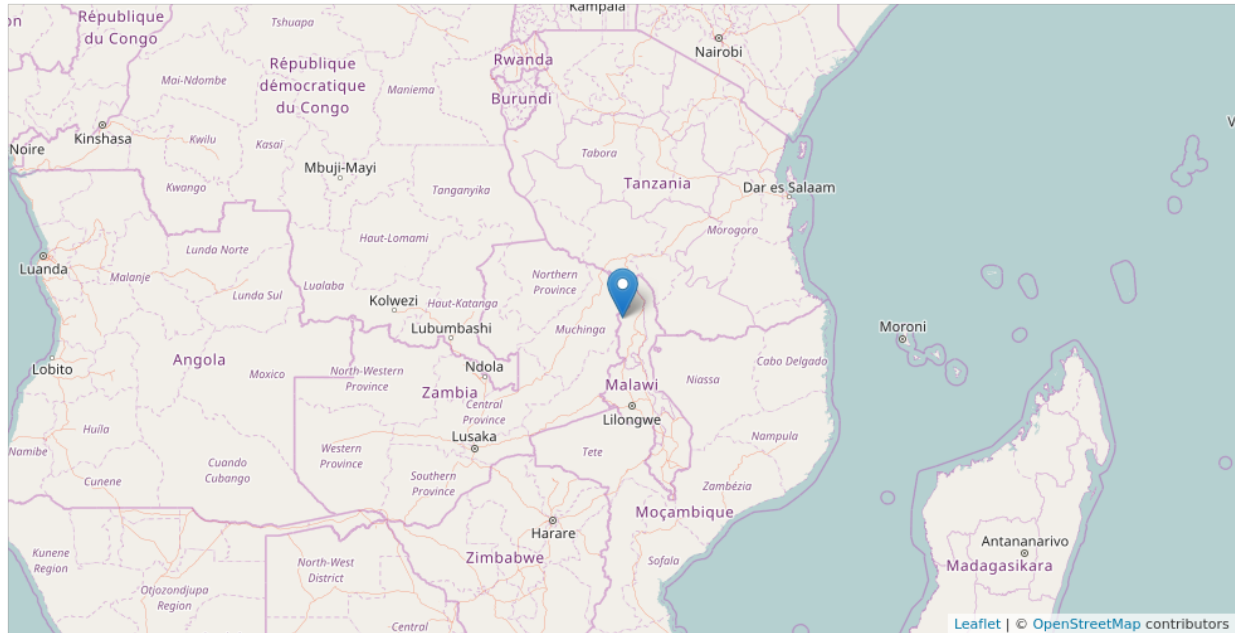 Kampala
on
République
du Congo
Tshuapa
Nairobi
République
démocratique
du Congo
Rwanda
Mai-Ndombe
Maniema
Burundi
V
Kinshasa
Kwilu
Kasaï
Noire
Tabora
Mbuji-Mayi
Kwango
Tanganyika
Tanzania
Dar es Salaam
Morogoro
Haut-Lomami
Lunda Norte
Luanda
Malanje
Northern
Province
Lualaba
Lunda Sul
Kolwezi
Haut-Katanga
Lubumbashi
Muchinga
Moroni
Angola
Lobito
Moxico
North-Western
Province
Ndola
Cabo Delgado
Zambia
Malawi
Niassa
Central
Province
Lilongwe
Huíla
Lusaka
Nampula
Namibe
Western
Province
Tete
Cuando
Cubango
Cunene
Southern
Province
Zambézia
Moçambique
Harare
Antananarivo
Madagasikara
Kunene
Region
Zimbabwe
Sofala
North-West
District
Otjozondjupa
Region
Central
Leaflet | © OpenStreetMap contributors